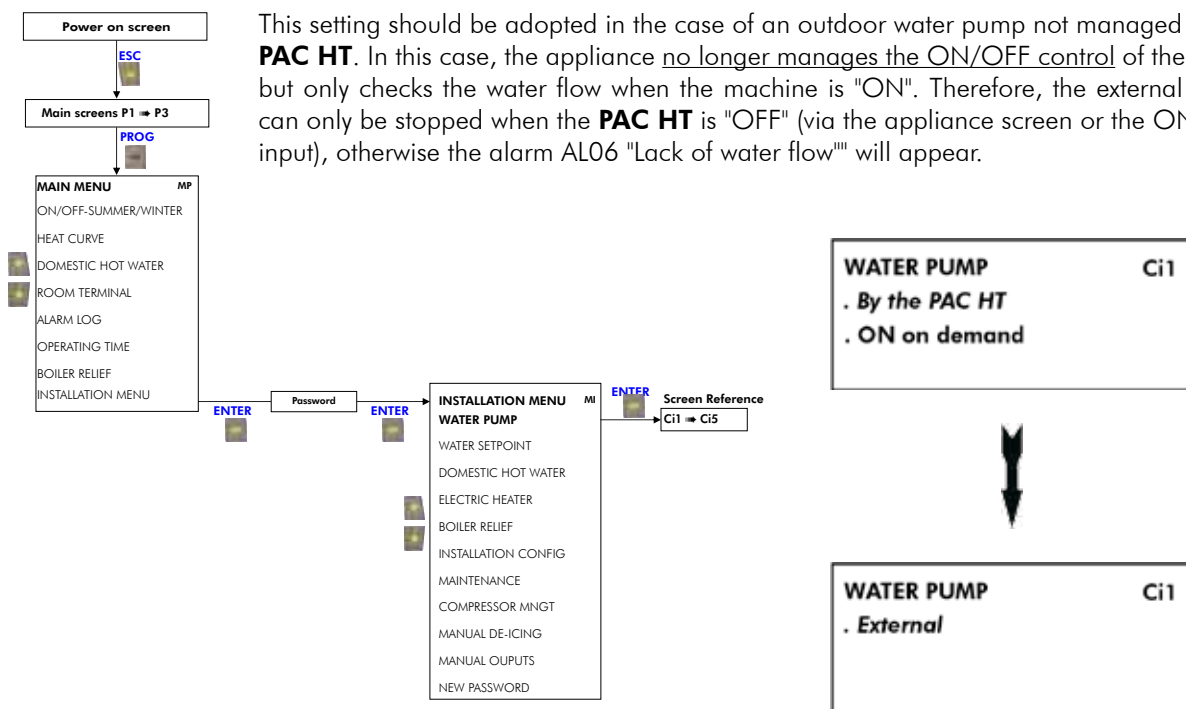 Power on screen
ESC
Main screens P1 ➠ P3
PROG
MAIN MENU MP
ON/OFF-SUMMER/WINTER
HEAT CURVE
DOMESTIC HOT WATER
ROOM TERMINAL
ALARM LOG
OPERATING TIME
BOILER RELIEF
INSTALLATION MENU
This setting should be adopted in the case of an outdoor water pump not managed
PAC HT. In this case, the appliance no longer manages the ON/OFF control of the
but only checks the water flow when the machine is "ON". Therefore, the external
can only be stopped when the PAC HT is "OFF" (via the appliance screen or the ON
input), otherwise the alarm AL06 "Lack of water flow"" will appear.
ENTER
Password
ENTER
INSTALLATION MENU MI
WATER PUMP
WATER SETPOINT
DOMESTIC HOT WATER
ELECTRIC HEATER
BOILER RELIEF
INSTALLATION CONFIG
MAINTENANCE
COMPRESSOR MNGT
MANUAL DE-ICING
MANUAL OUPUTS
NEW PASSWORD
ENTER
Screen Reference
Ci1 ➠ Ci5
WATER PUMP Ci1
. By the PAC HT
. ON on demand
WATER PUMP Ci1
. External